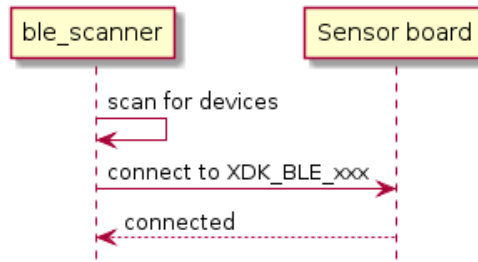 ble_scanner
Sensor board
scan for devices
connect to XDK_BLE_xxx
connected